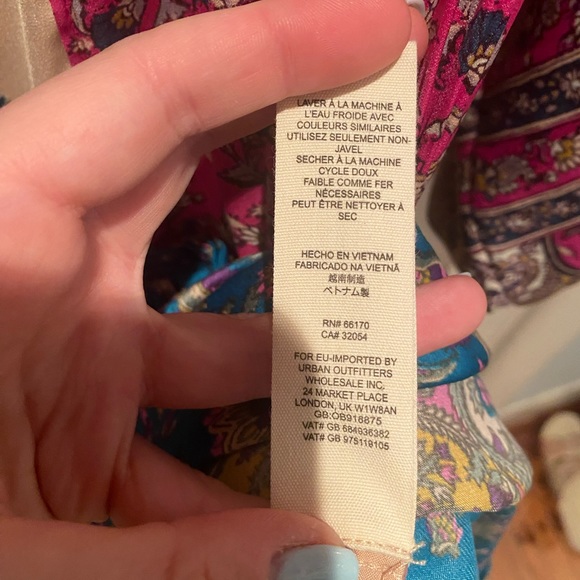 LAVER À LA MACHINE À
L'EAU FROIDE AVEC
COULEURS SIMILAIRES
UTILISEZ SEULEMENT NON-
JAVEL
SECHER À LA MACHINE
CYCLE DOUX
FAIBLE COMME FER
NÉCESSAIRES
PEUT ÊTRE NETTOYER À
SEC
HECHO EN VIETNAM
FABRICADO NA VIETNÃ
越南制造
ベトナム製
RN# 66170
CA# 32054
FOR EU-IMPORTED BY
URBAN OUTFITTERS
WHOLESALE INC.
24 MARKET PLACE
LONDON, UK W1W8AN
GB:OB916875
VAT# GB 684936382
VAT# GB 975119105